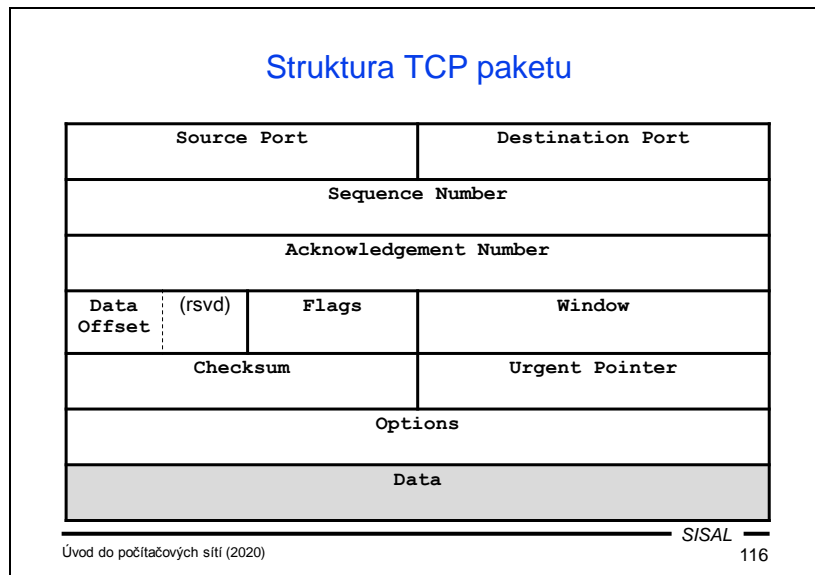 Struktura TCP paketu
Source Port
Destination Port
Sequence Number
Acknowledgement Number
Data
Offset
(rsvd)
Flags
Window
Checksum
Urgent Pointer
Options
Data
SISAL
Úvod do počítačových sítí (2020)
116